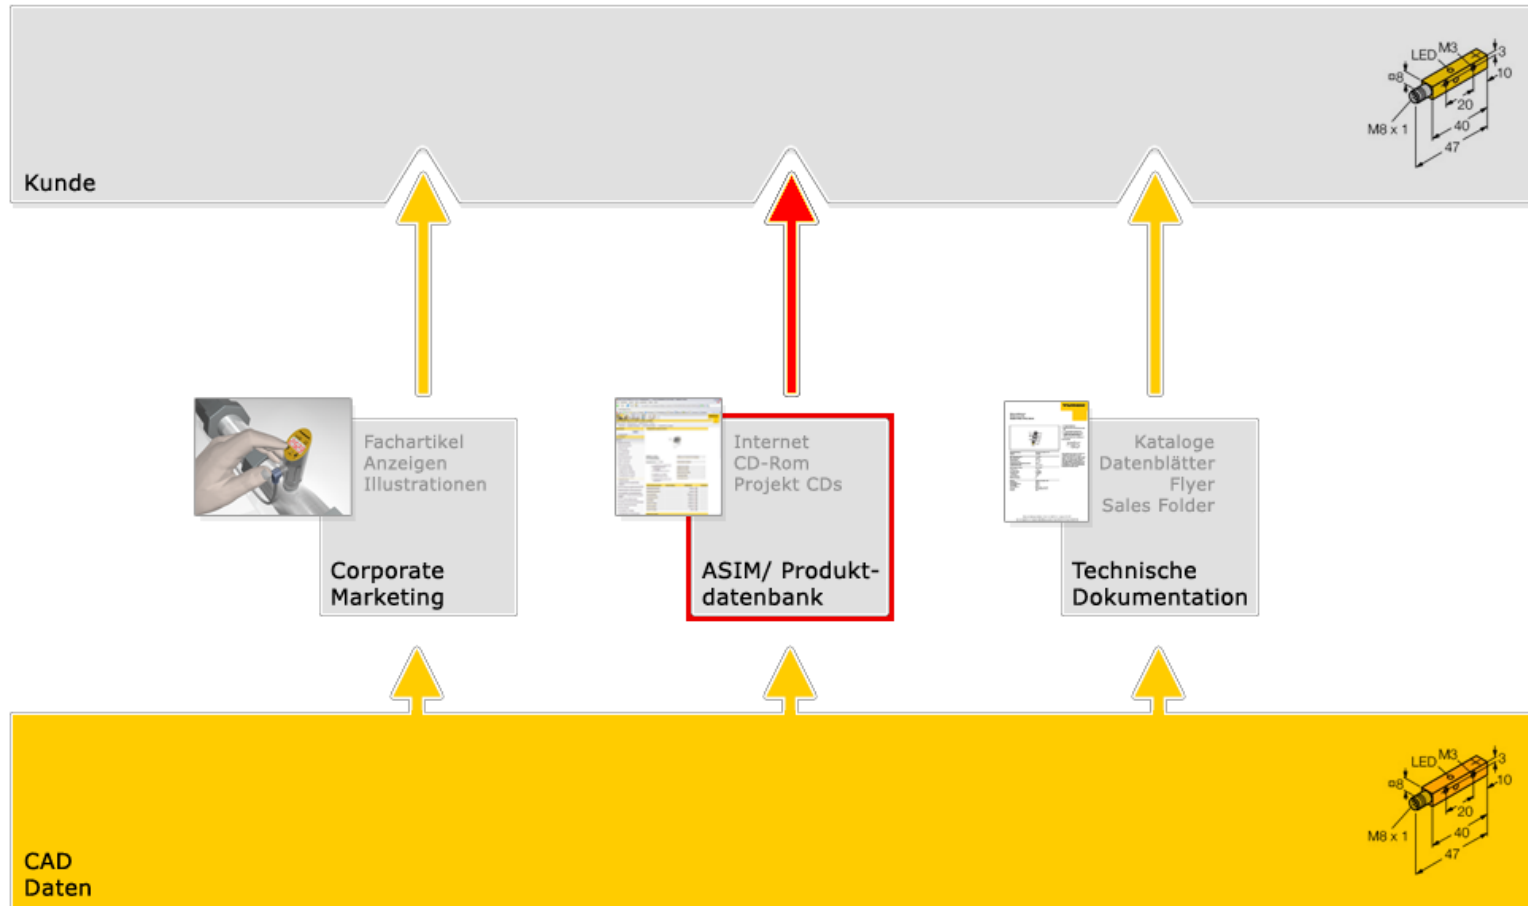 LED M3
3
¤8
10
20
M8 x 1
40
47
Kunde
Fachartikel
Anzeigen
Illustrationen
Corporate
Marketing
Internet
CD-Rom
Projekt CDs
ASIM/ Produkt-
datenbank
Kataloge
Datenblätter
Flyer
Sales Folder
Technische
Dokumentation
LED M3
3
¤8
10
20
M8 x 1
40
47
CAD
Daten